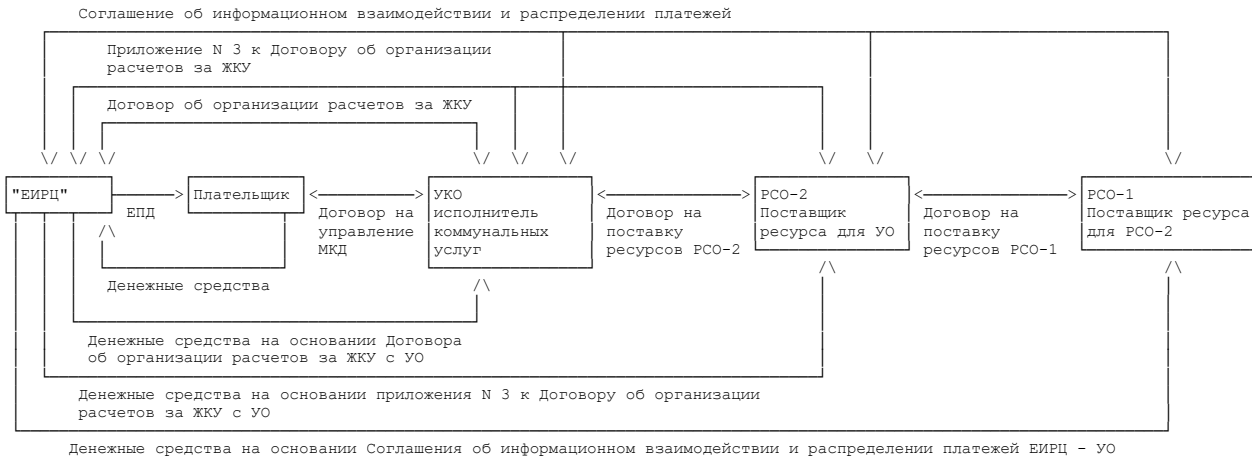 Соглашение об информационном взаимодействии и распределении платежей
Приложение N 3 к Договору об организации
расчетов за ЖКУ
Договор об организации расчетов за ЖКУ
"ЕИРЦ"
ЕПД
Плательщик
Договор на
управление
МКД
УКО
исполнитель
коммунальных
услуг
Договор на
поставку
ресурсов РСО-2
РСО-2
Поставщик
ресурса для УО
Договор на
поставку
ресурсов РСО-1
РСО-1
Поставщик ресурса
для РСО-2
Денежные средства
Денежные средства на основании Договора
об организации расчетов за ЖКУ с УО
Денежные средства на основании приложения N 3 к Договору об организации
расчетов за ЖКУ с УО
Денежные средства на основании Соглашения об информационном взаимодействии и распределении платежей ЕИРЦ - УО